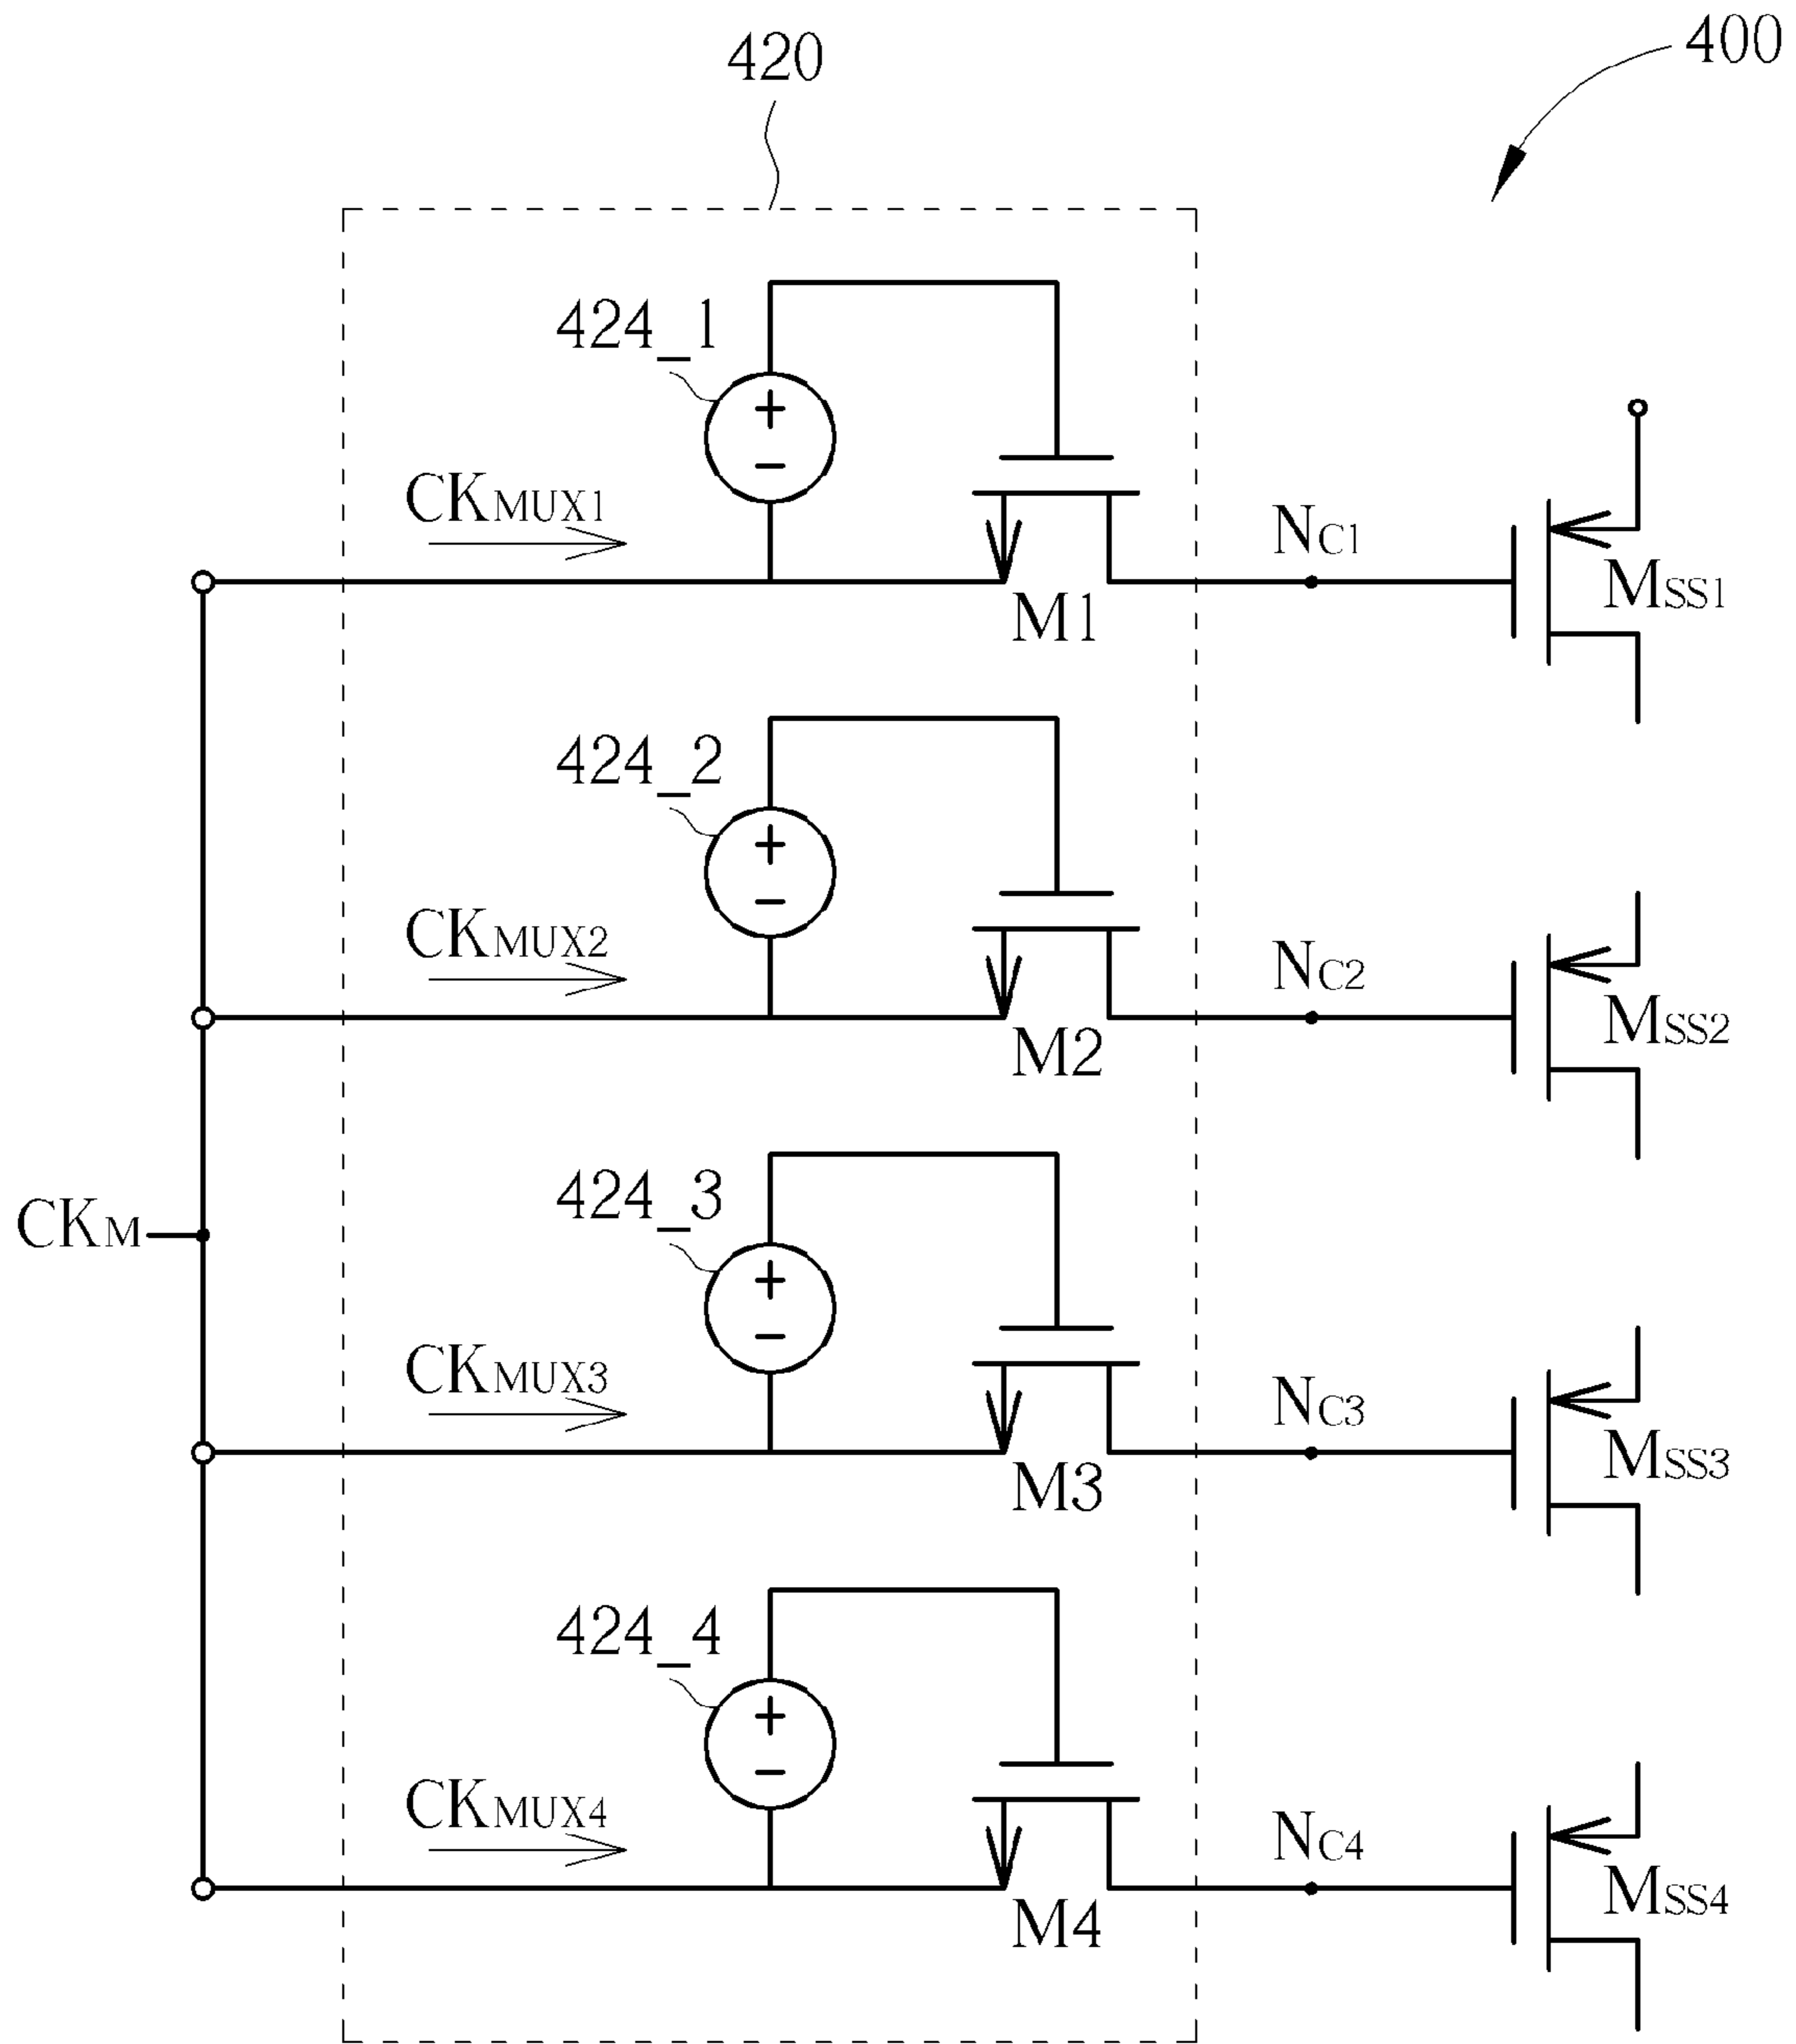 420
400
424_1
CKMUX1
NC1
MSS1
M1
424_2
CKMUX2
NC2
MSS2
M2
424_3
CKM
CKMUX3
NC3
MSS3
M3
424_4
CKMUX4
NC4
MSS4
M4